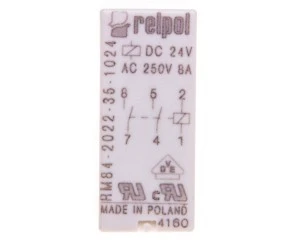 relpol
DC 24V
AC 250V 8A
8 5 2
7 4 1
RM84-2022-35-1024
VDE
MADE IN POLAND
4160